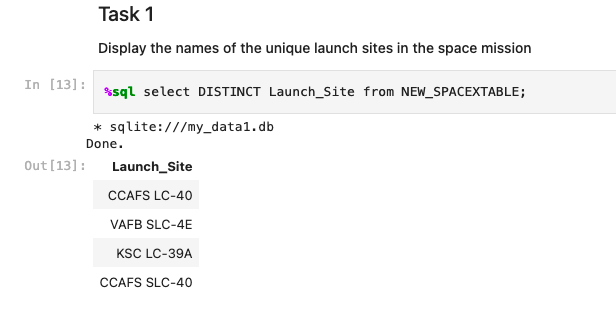 Task 1
Display the names of the unique launch sites in the space mission
In [13]: %sql select DISTINCT Launch_Site from NEW_SPACEXTABLE;
* sqlite:///my_data1.db
Done.
Out[13]: Launch_Site
CCAFS LC-40
VAFB SLC-4E
KSC LC-39A
CCAFS SLC-40